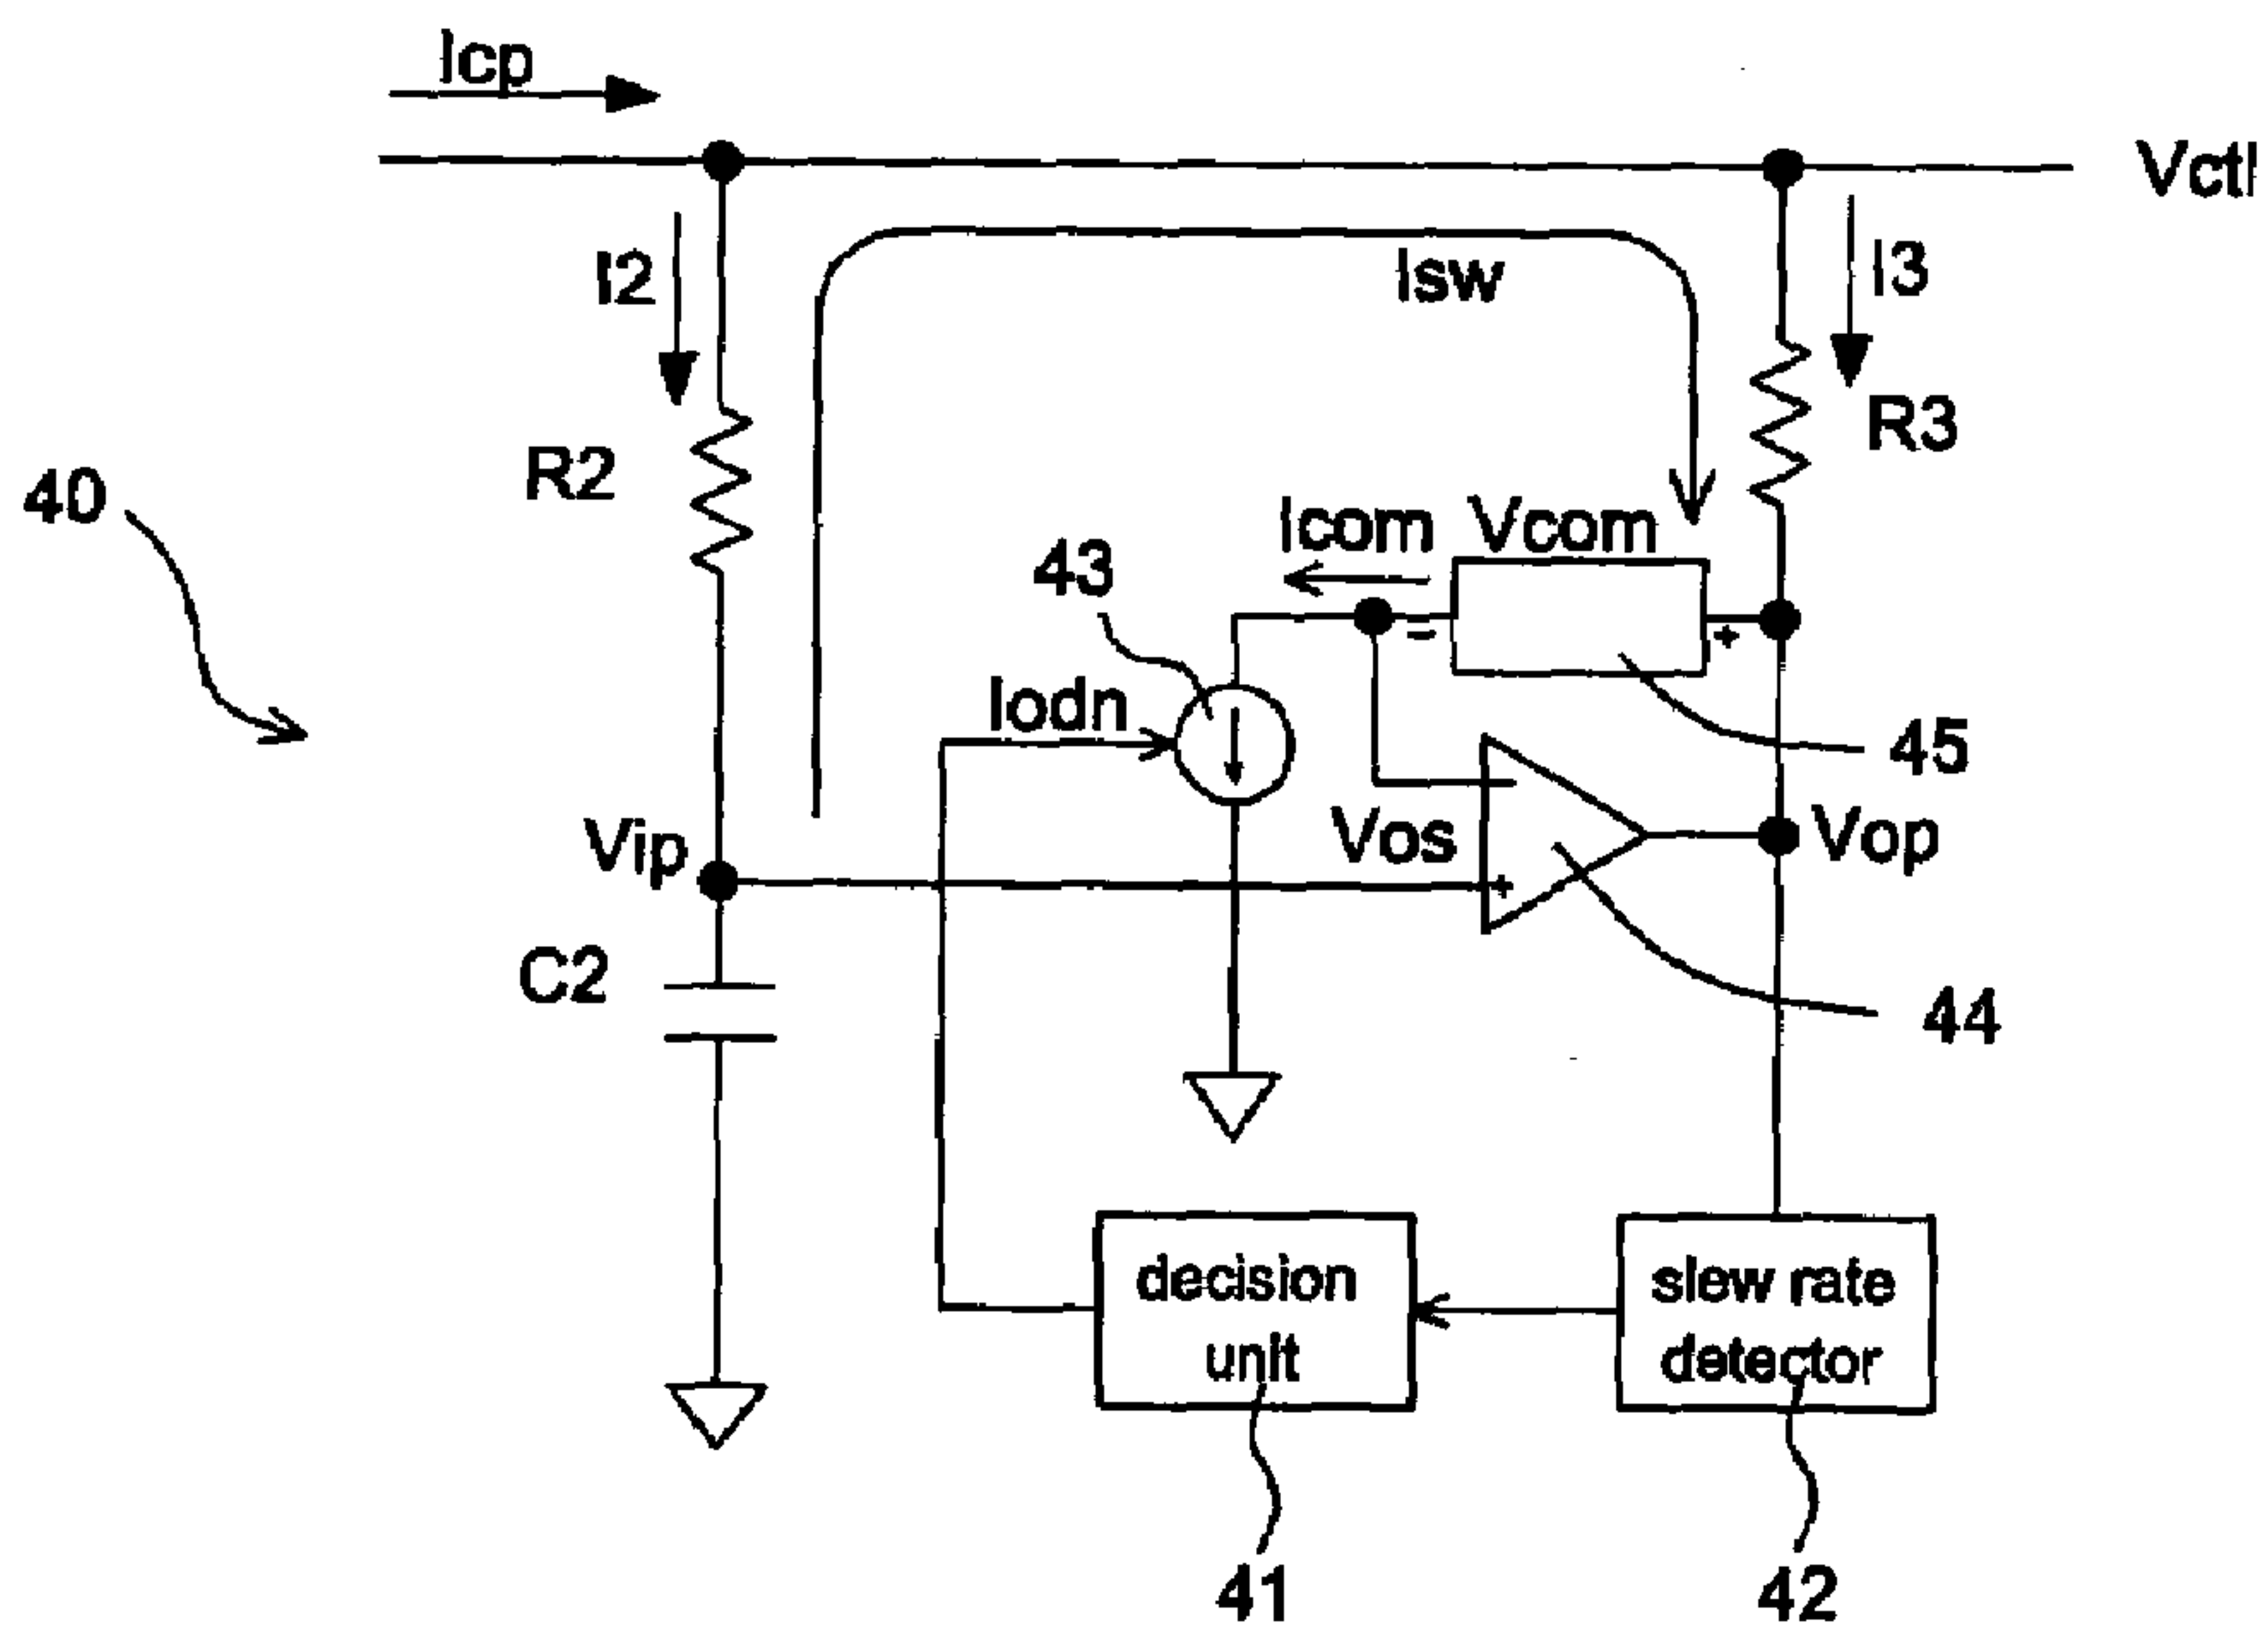 Icp
Vctl
I2
Isw
I3
R2
R3
40
Icom
Vcom
43
-
+
Iodn
45
Vip
Vos
-
+
Vop
C2
44
decision
unit
slew rate
detector
41
42